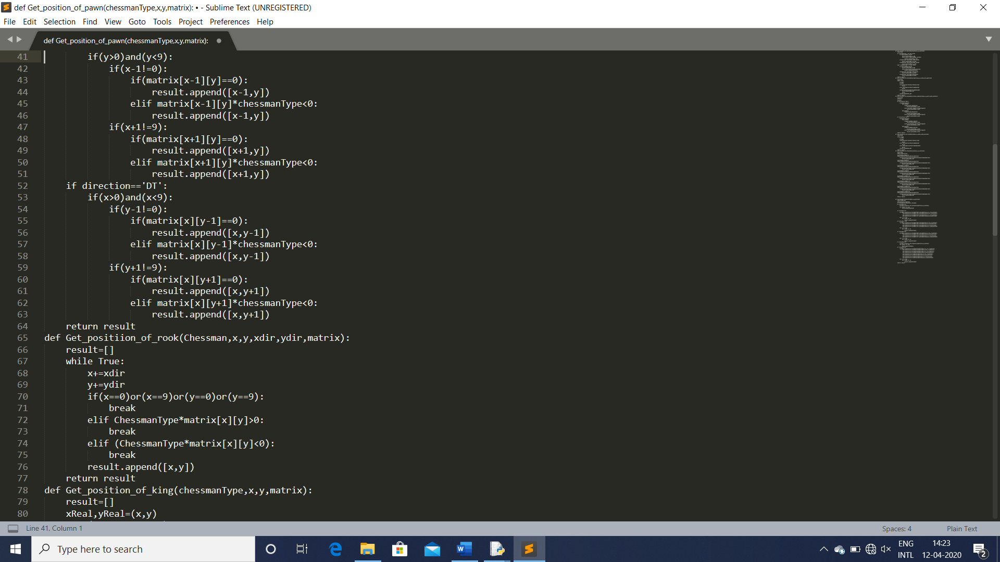 def Get_position_of_pawn(chessmanType,x,y,matrix): • - Sublime Text (UNREGISTERED)
File Edit Selection Find View Goto Tools Project Preferences Help
def Get_position_of_pawn(chessmanType,x,y,matrix):
41         if(y>0)and(y<9):
42             if(x-1!=0):
43                 if(matrix[x-1][y]==0):
44                     result.append([x-1,y])
45                 elif matrix[x-1][y]*chessmanType<0:
46                     result.append([x-1,y])
47             if(x+1!=9):
48                 if(matrix[x+1][y]==0):
49                     result.append([x+1,y])
50                 elif matrix[x+1][y]*chessmanType<0:
51                     result.append([x+1,y])
52     if direction=='DT':
53         if(x>0)and(x<9):
54             if(y-1!=0):
55                 if(matrix[x][y-1]==0):
56                     result.append([x,y-1])
57                 elif matrix[x][y-1]*chessmanType<0:
58                     result.append([x,y-1])
59             if(y+1!=9):
60                 if(matrix[x][y+1]==0):
61                     result.append([x,y+1])
62                 elif matrix[x][y+1]*chessmanType<0:
63                     result.append([x,y+1])
64     return result
65 def Get_positiion_of_rook(Chessman,x,y,xdir,ydir,matrix):
66     result=[]
67     while True:
68         x+=xdir
69         y+=ydir
70         if(x==0)or(x==9)or(y==0)or(y==9):
71             break
72         elif ChessmanType*matrix[x][y]>0:
73             break
74         elif (ChessmanType*matrix[x][y]<0):
75             break
76         result.append([x,y])
77     return result
78 def Get_position_of_king(chessmanType,x,y,matrix):
79     result=[]
80     xReal,yReal=(x,y)
Line 41, Column 1 Spaces: 4 Plain Text
Type here to search
ENG 14:23
INTL 12-04-2020 2